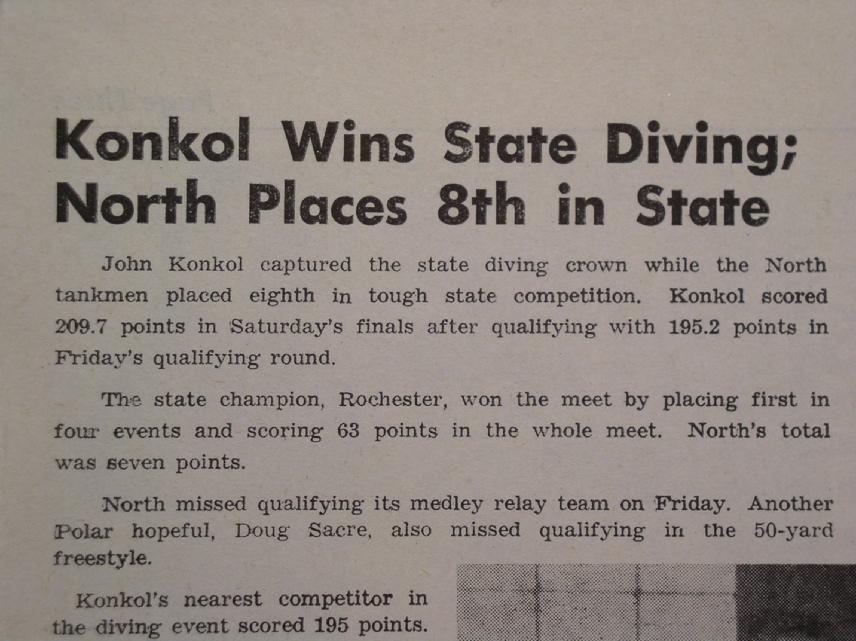 Page Three
Konkol Wins State Diving;
North Places 8th in State
John Konkol captured the state diving crown while the North
tankmen placed eighth in tough state competition. Konkol scored
209.7 points in Saturday's finals after qualifying with 195.2 points in
Friday's qualifying round.
The state champion, Rochester, won the meet by placing first in
four events and scoring 63 points in the whole meet. North's total
was seven points.
North missed qualifying its medley relay team on Friday. Another
Polar hopeful, Doug Sacre, also missed qualifying in the 50-yard
freestyle.
Konkol's nearest competitor in
the diving event scored 195 points.